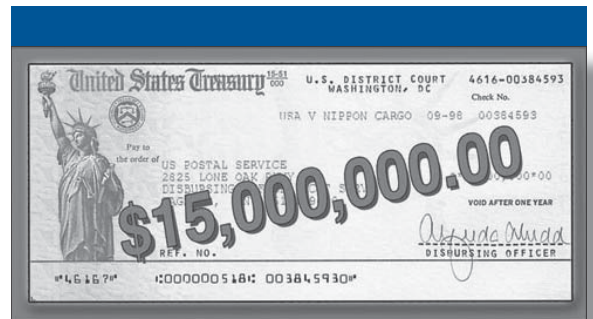 United States Treasury 15-51
000
U.S. DISTRICT COURT
WASHINGTON, DC
4616-00384593
Check No.
USA V NIPPON CARGO 09-98 00384593
Pay to
the order of
US POSTAL SERVICE
2825 LONE OAK
DISBURSING
$15,000,000.00
VOID AFTER ONE YEAR
REF. NO.
DISBURSING OFFICER
⑈46167⑈ ⑆000000518⑆ 003845930⑈